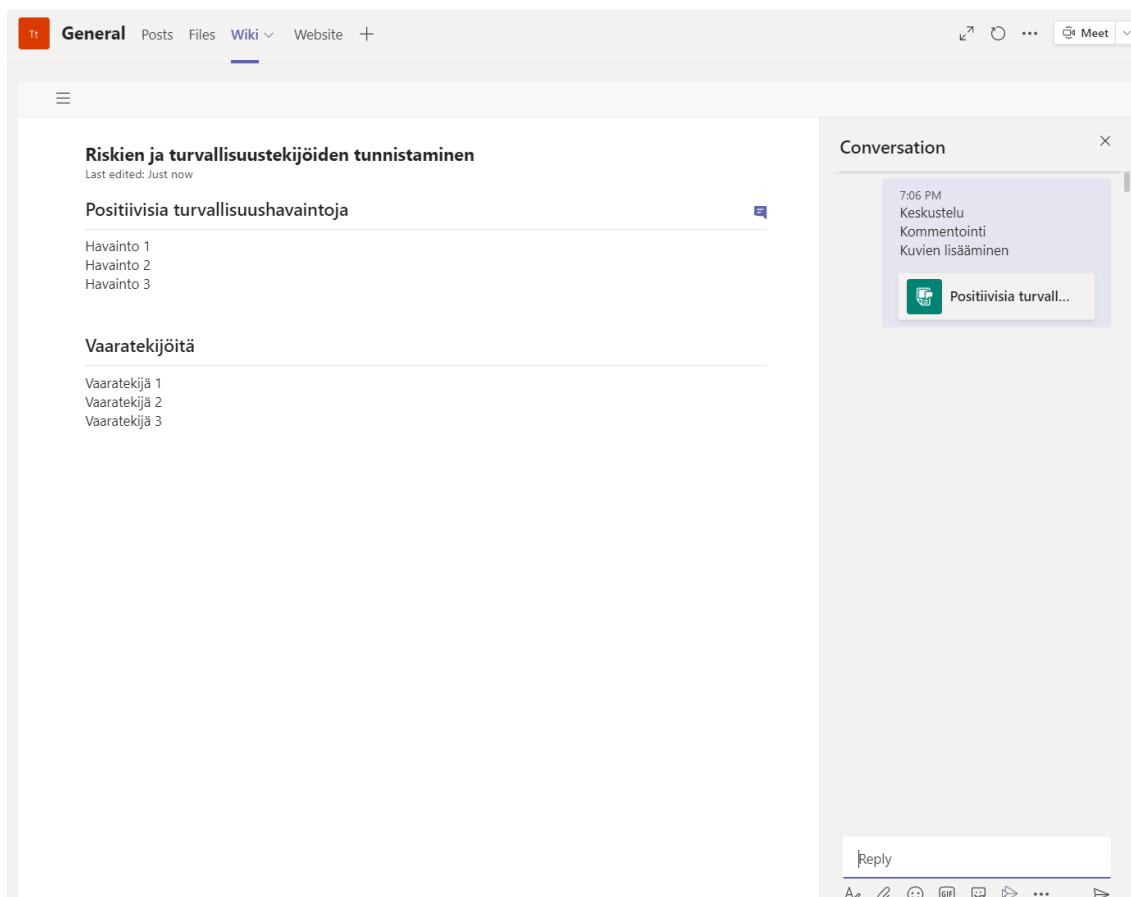 Tt General Posts Files Wiki Website Meet
Riskien ja turvallisuustekijöiden tunnistaminen
Last edited: Just now
Positiivisia turvallisuushavaintoja
Havainto 1
Havainto 2
Havainto 3
Vaaratekijöitä
Vaaratekijä 1
Vaaratekijä 2
Vaaratekijä 3
Conversation
7:06 PM
Keskustelu
Kommentointi
Kuvien lisääminen
Positiivisia turvall...
Reply
GIF